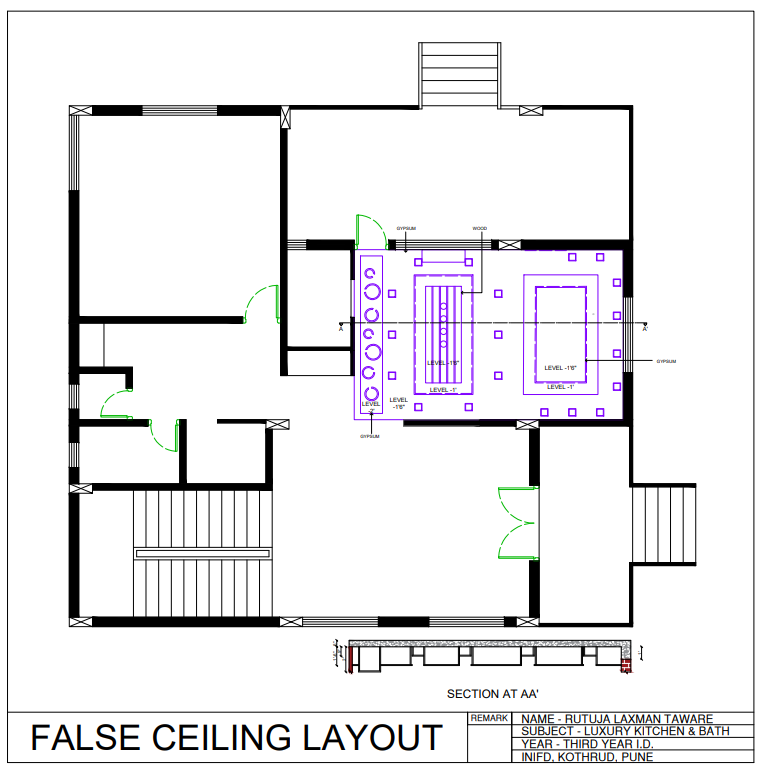 GYPSUM
WOOD
A
A'
LEVEL -1'6"
LEVEL -1'
LEVEL -1'6"
LEVEL -1'
GYPSUM
LEVEL
-2'
LEVEL
-1'6"
GYPSUM
SECTION AT AA'
FALSE CEILING LAYOUT
REMARK
NAME - RUTUJA LAXMAN TAWARE
SUBJECT - LUXURY KITCHEN & BATH
YEAR - THIRD YEAR I.D.
INIFD, KOTHRUD, PUNE